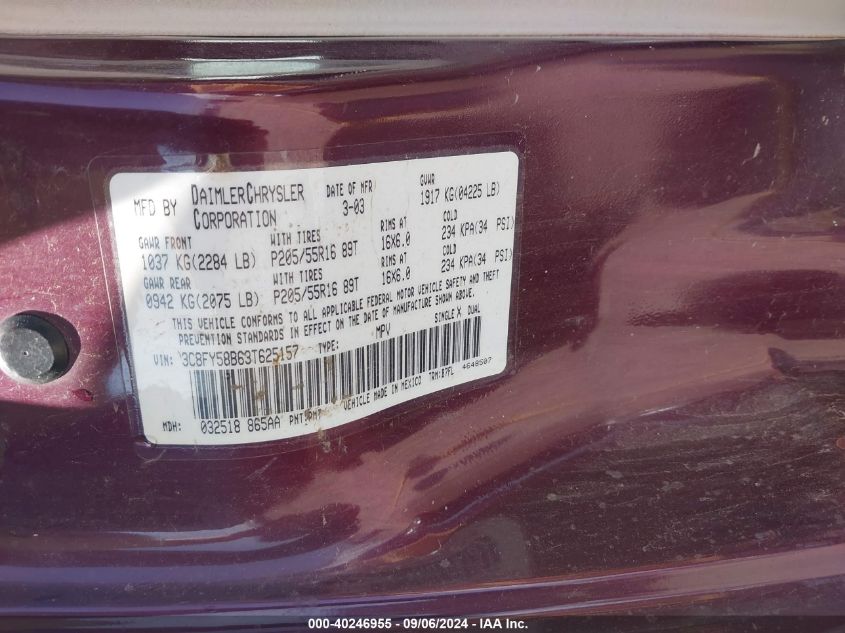 MFD BY DAIMLERCHRYSLER CORPORATION
DATE OF MFR 3-03
GVWR 1917 KG(04225 LB)
GAWR FRONT WITH TIRES RIMS AT COLD
1037 KG(2284 LB) P205/55R16 89T 16X6.0 234 KPA(34 PSI)
GAWR REAR WITH TIRES RIMS AT COLD
0942 KG(2075 LB) P205/55R16 89T 16X6.0 234 KPA(34 PSI)
THIS VEHICLE CONFORMS TO ALL APPLICABLE FEDERAL MOTOR VEHICLE SAFETY AND THEFT
PREVENTION STANDARDS IN EFFECT ON THE DATE OF MANUFACTURE SHOWN ABOVE.
VIN: 3C8FY58B63T625157 TYPE: MPV SINGLE X DUAL
MDH: 032518 865AA PNT: VEHICLE MADE IN MEXICO TRM:B7FL 4648507
000-40246955 - 09/06/2024 - IAA Inc.